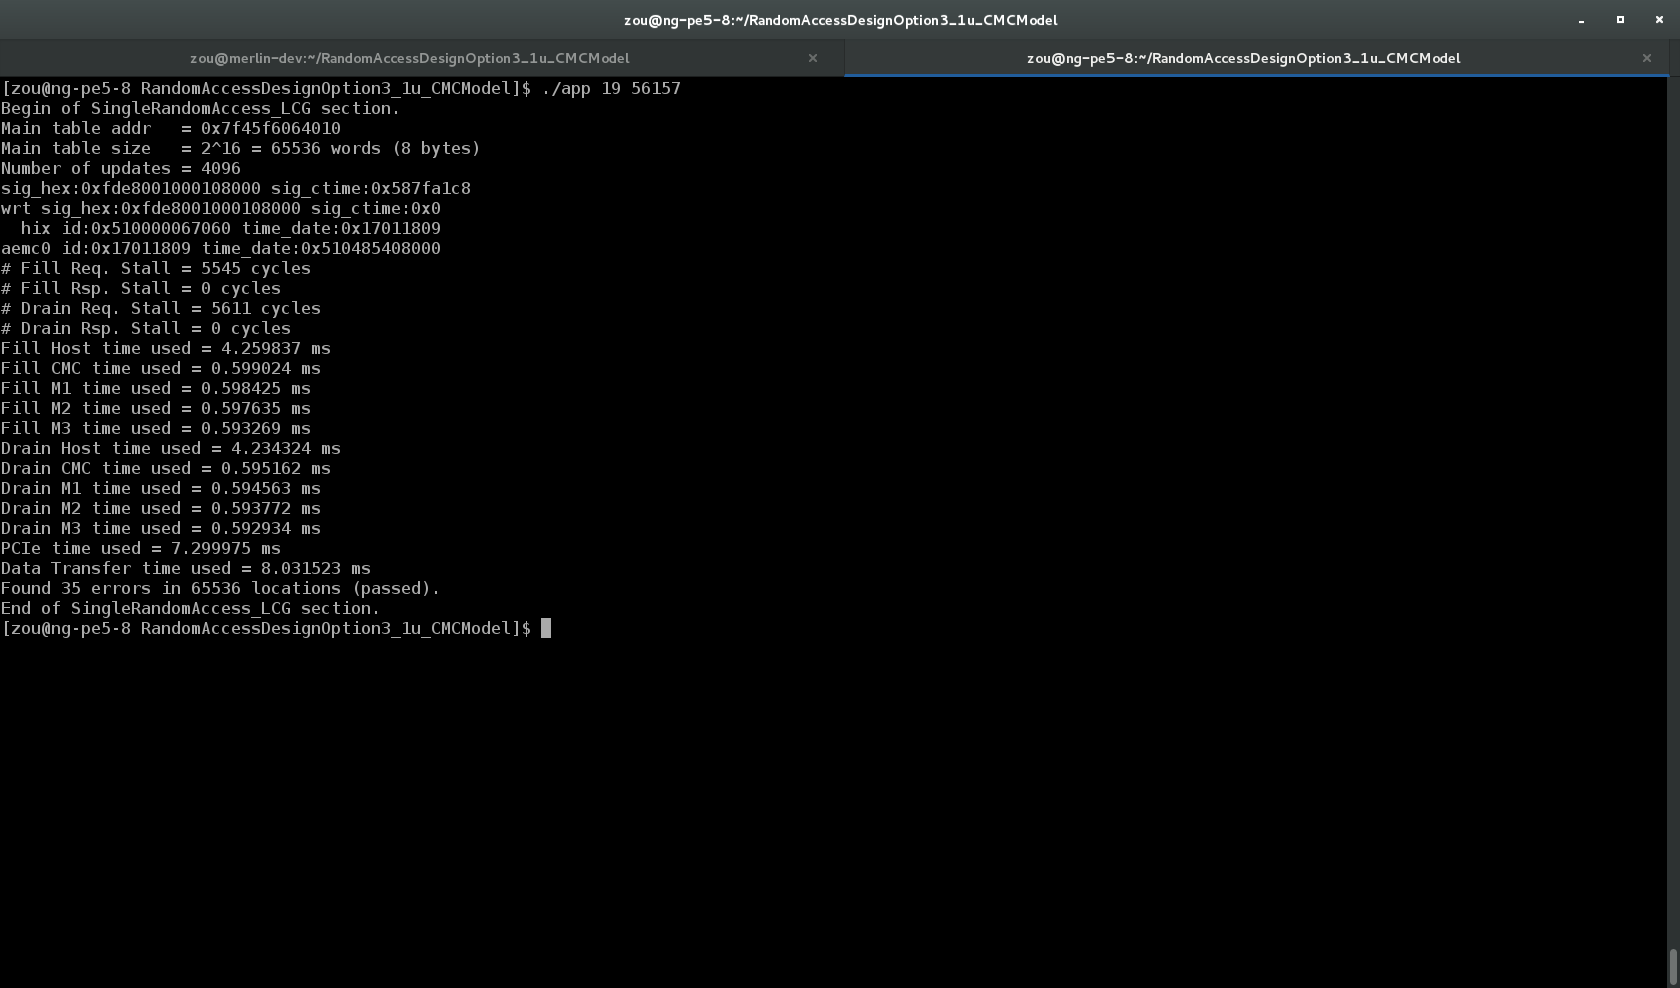 zou@ng-pe5-8:~/RandomAccessDesignOption3_1u_CMCModel
zou@merlin-dev:~/RandomAccessDesignOption3_1u_CMCModel
zou@ng-pe5-8:~/RandomAccessDesignOption3_1u_CMCModel
[zou@ng-pe5-8 RandomAccessDesignOption3_1u_CMCModel]$ ./app 19 56157
Begin of SingleRandomAccess_LCG section.
Main table addr   = 0x7f45f6064010
Main table size   = 2^16 = 65536 words (8 bytes)
Number of updates = 4096
sig_hex:0xfde8001000108000 sig_ctime:0x587fa1c8
wrt sig_hex:0xfde8001000108000 sig_ctime:0x0
  hix id:0x510000067060 time_date:0x17011809
aemc0 id:0x17011809 time_date:0x510485408000
# Fill Req. Stall = 5545 cycles
# Fill Rsp. Stall = 0 cycles
# Drain Req. Stall = 5611 cycles
# Drain Rsp. Stall = 0 cycles
Fill Host time used = 4.259837 ms
Fill CMC time used = 0.599024 ms
Fill M1 time used = 0.598425 ms
Fill M2 time used = 0.597635 ms
Fill M3 time used = 0.593269 ms
Drain Host time used = 4.234324 ms
Drain CMC time used = 0.595162 ms
Drain M1 time used = 0.594563 ms
Drain M2 time used = 0.593772 ms
Drain M3 time used = 0.592934 ms
PCIe time used = 7.299975 ms
Data Transfer time used = 8.031523 ms
Found 35 errors in 65536 locations (passed).
End of SingleRandomAccess_LCG section.
[zou@ng-pe5-8 RandomAccessDesignOption3_1u_CMCModel]$